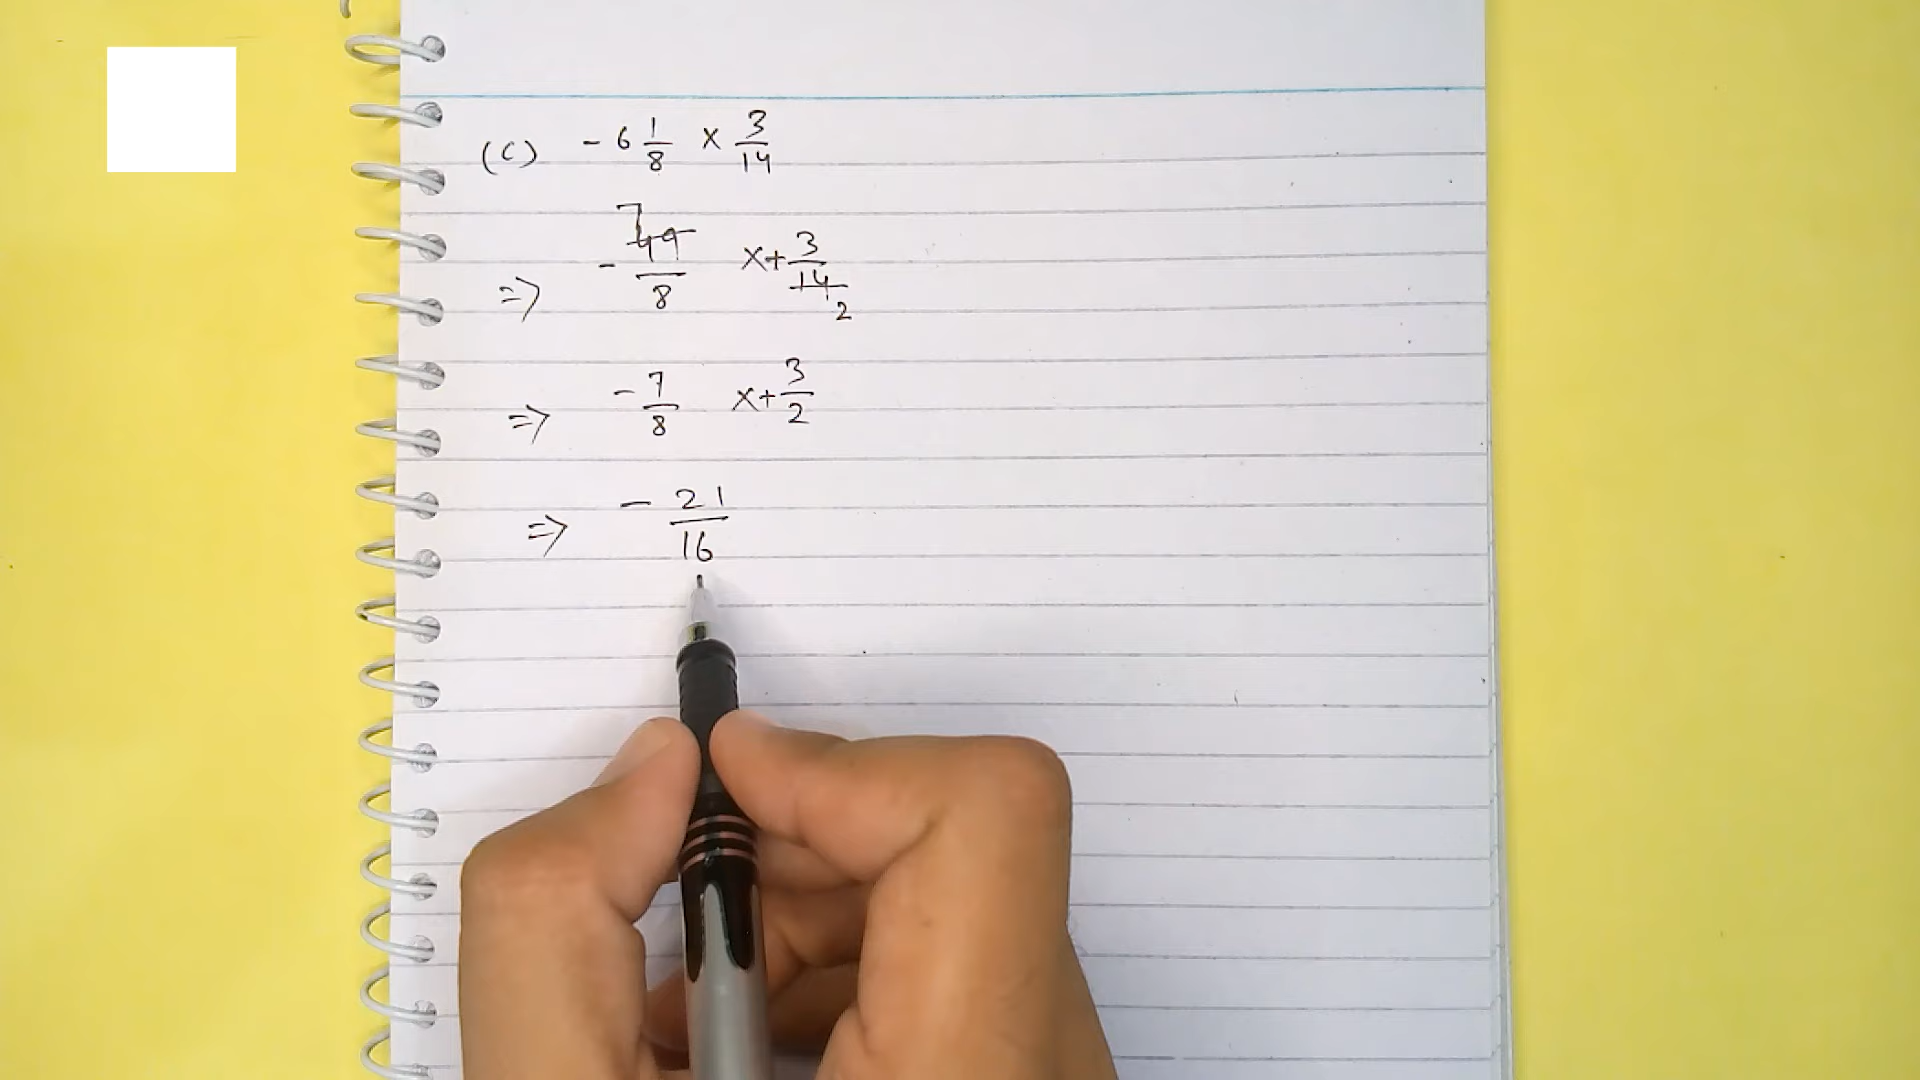 (C) - 6 1/8 × 3/14
⇒ - 7 49/8 × + 3/14 2
⇒ - 7/8 × + 3/2
⇒ - 21/16